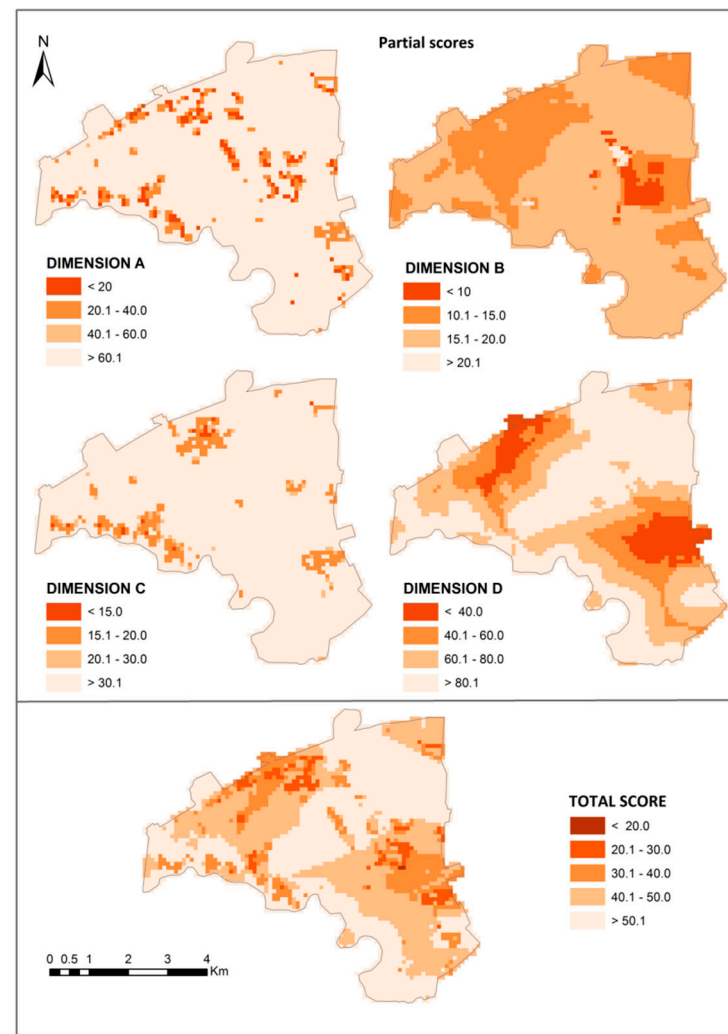 N
Partial scores
DIMENSION A
< 20
20.1 - 40.0
40.1 - 60.0
> 60.1
DIMENSION B
< 10
10.1 - 15.0
15.1 - 20.0
> 20.1
DIMENSION C
< 15.0
15.1 - 20.0
20.1 - 30.0
> 30.1
DIMENSION D
< 40.0
40.1 - 60.0
60.1 - 80.0
> 80.1
TOTAL SCORE
< 20.0
20.1 - 30.0
30.1 - 40.0
40.1 - 50.0
> 50.1
0 0.5 1 2 3 4
Km